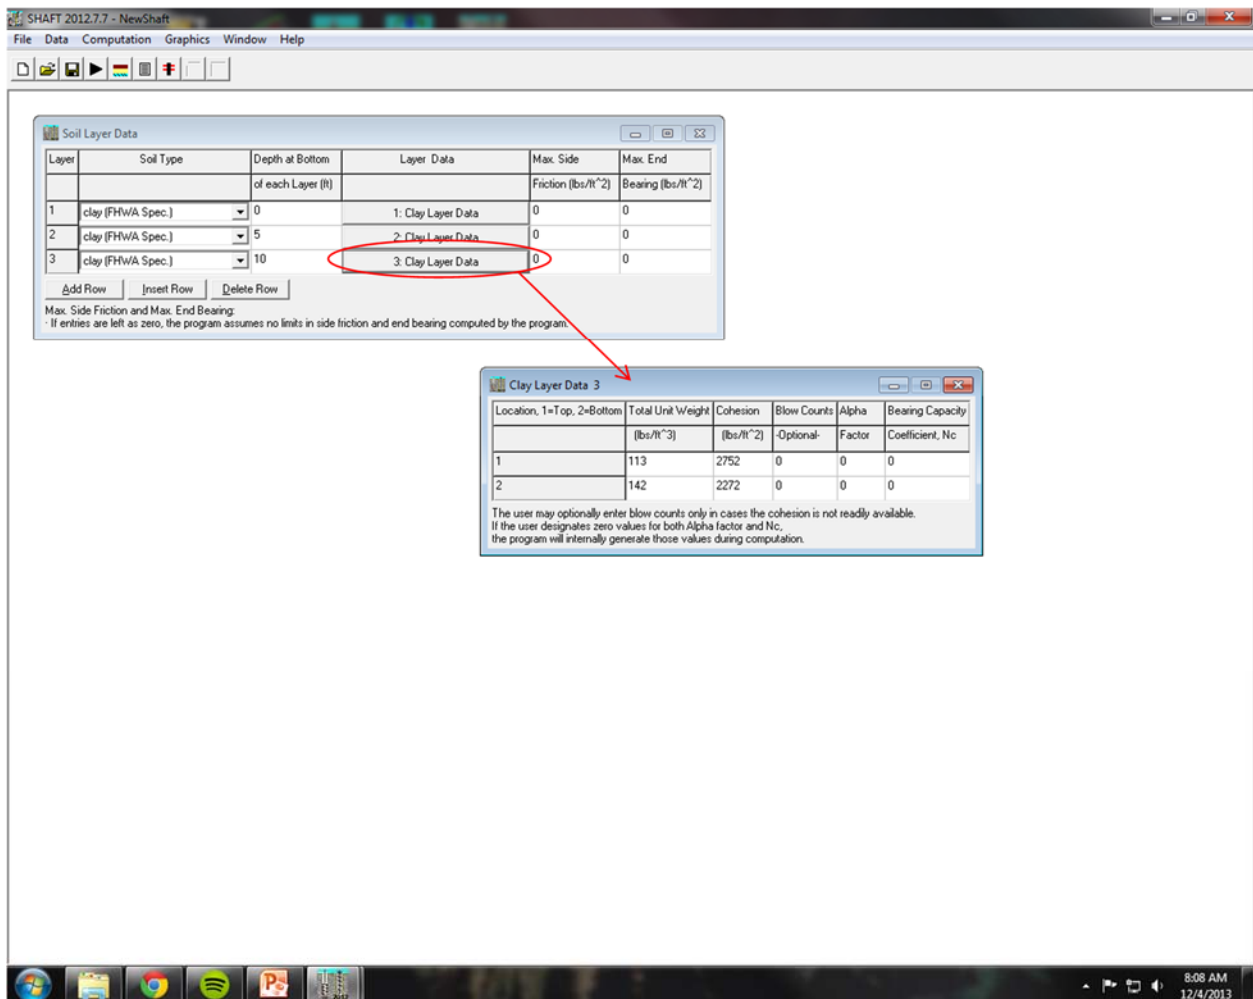 SHAFT 2012.7.7 - NewShaft
File Data Computation Graphics Window Help
Soil Layer Data
Layer Soil Type Depth at Bottom Layer Data Max. Side Max. End
of each Layer (ft) Friction (lbs/ft^2) Bearing (lbs/ft^2)
1 clay (FHWA Spec.) 0 1: Clay Layer Data 0 0
2 clay (FHWA Spec.) 5 2: Clay Layer Data 0 0
3 clay (FHWA Spec.) 10 3: Clay Layer Data 0 0
Add Row Insert Row Delete Row
Max. Side Friction and Max. End Bearing:
- If entries are left as zero, the program assumes no limits in side friction and end bearing computed by the program.
Clay Layer Data 3
Location, 1=Top, 2=Bottom Total Unit Weight Cohesion Blow Counts Alpha Bearing Capacity
(lbs/ft^3) (lbs/ft^2) -Optional- Factor Coefficient, Nc
1 113 2752 0 0 0
2 142 2272 0 0 0
The user may optionally enter blow counts only in cases the cohesion is not readily available.
If the user designates zero values for both Alpha factor and Nc,
the program will internally generate those values during computation.
8:08 AM
12/4/2013